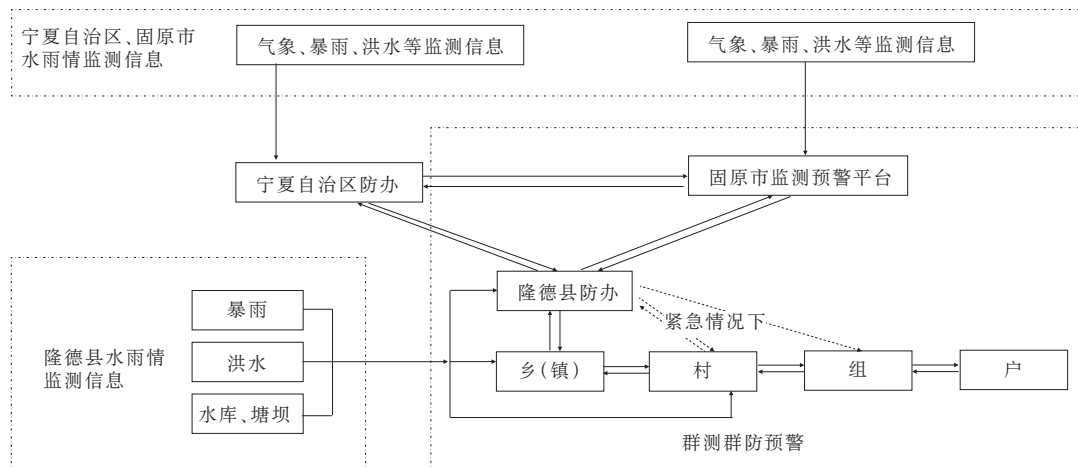 宁夏自治区、固原市
水雨情监测信息
气象、暴雨、洪水等监测信息
气象、暴雨、洪水等监测信息
宁夏自治区防办
固原市监测预警平台
隆德县防办
紧急情况下
隆德县水雨情
监测信息
暴雨
洪水
水库、塘坝
乡(镇)
村
组
户
群测群防预警